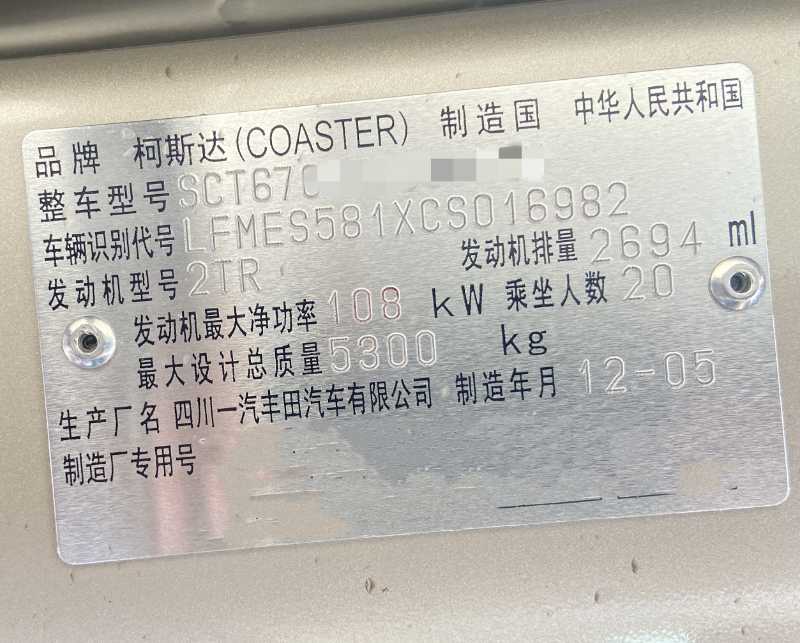 品牌 柯斯达(COASTER) 制造国 中华人民共和国
整车型号 SCT670
车辆识别代号 LFMES581XCS016982
发动机型号 2TR 发动机排量 2694 ml
发动机最大净功率 108 kW 乘坐人数 20
最大设计总质量 5300 kg
生产厂名 四川一汽丰田汽车有限公司 制造年月 12-05
制造厂专用号